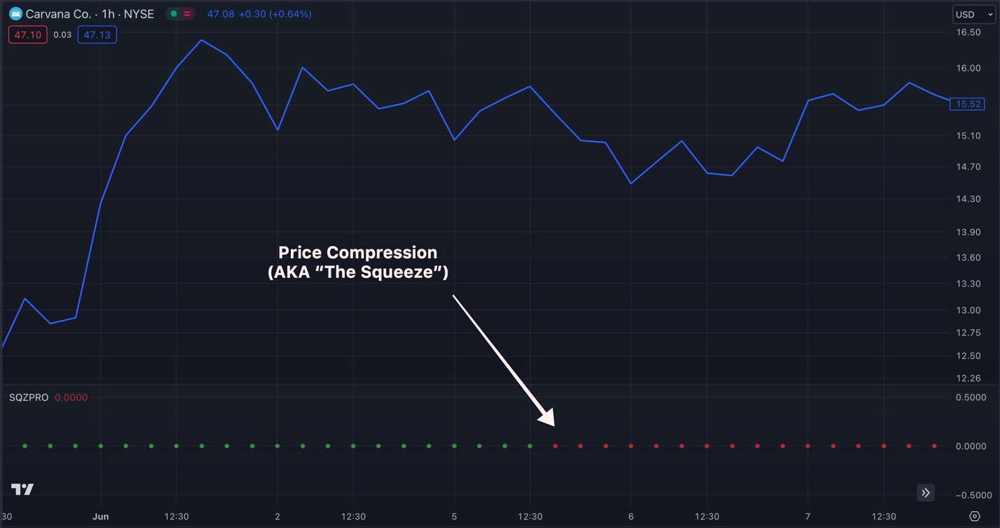 Carvana Co. · 1h · NYSE 47.08 +0.30 (+0.64%)
USD
47.10 0.03 47.13
16.50
16.00
15.52
15.10
14.70
14.30
13.90
Price Compression
(AKA “The Squeeze”)
13.60
13.30
13.00
12.75
12.50
12.26
SQZPRO 0.0000
0.5000
0.0000
−0.5000
30 Jun 12:30 2 12:30 5 12:30 6 12:30 7 12:30